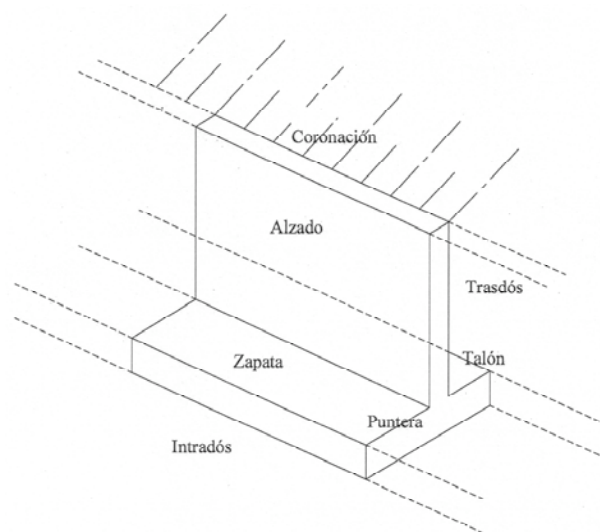 Coronación
Alzado
Trasdós
Talón
Zapata
Puntera
Intradós